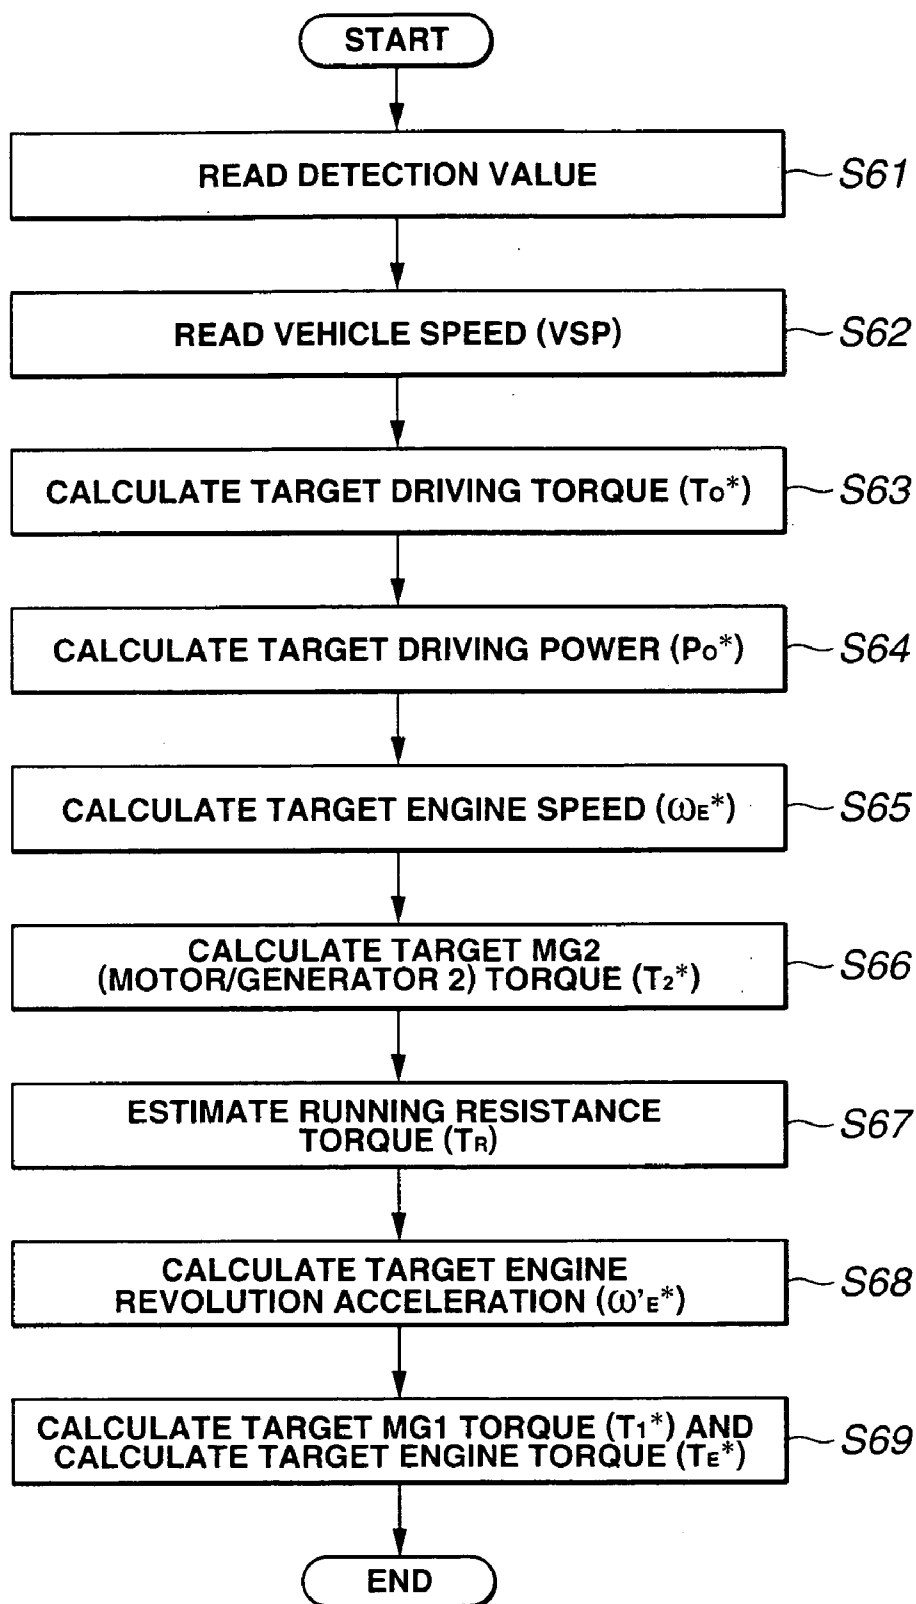 START
READ DETECTION VALUE
S61
READ VEHICLE SPEED (VSP)
S62
CALCULATE TARGET DRIVING TORQUE (To*)
S63
CALCULATE TARGET DRIVING POWER (Po*)
S64
CALCULATE TARGET ENGINE SPEED (ωE*)
S65
CALCULATE TARGET MG2
(MOTOR/GENERATOR 2) TORQUE (T2*)
S66
ESTIMATE RUNNING RESISTANCE
TORQUE (TR)
S67
CALCULATE TARGET ENGINE
REVOLUTION ACCELERATION (ω'E*)
S68
CALCULATE TARGET MG1 TORQUE (T1*) AND
CALCULATE TARGET ENGINE TORQUE (TE*)
S69
END